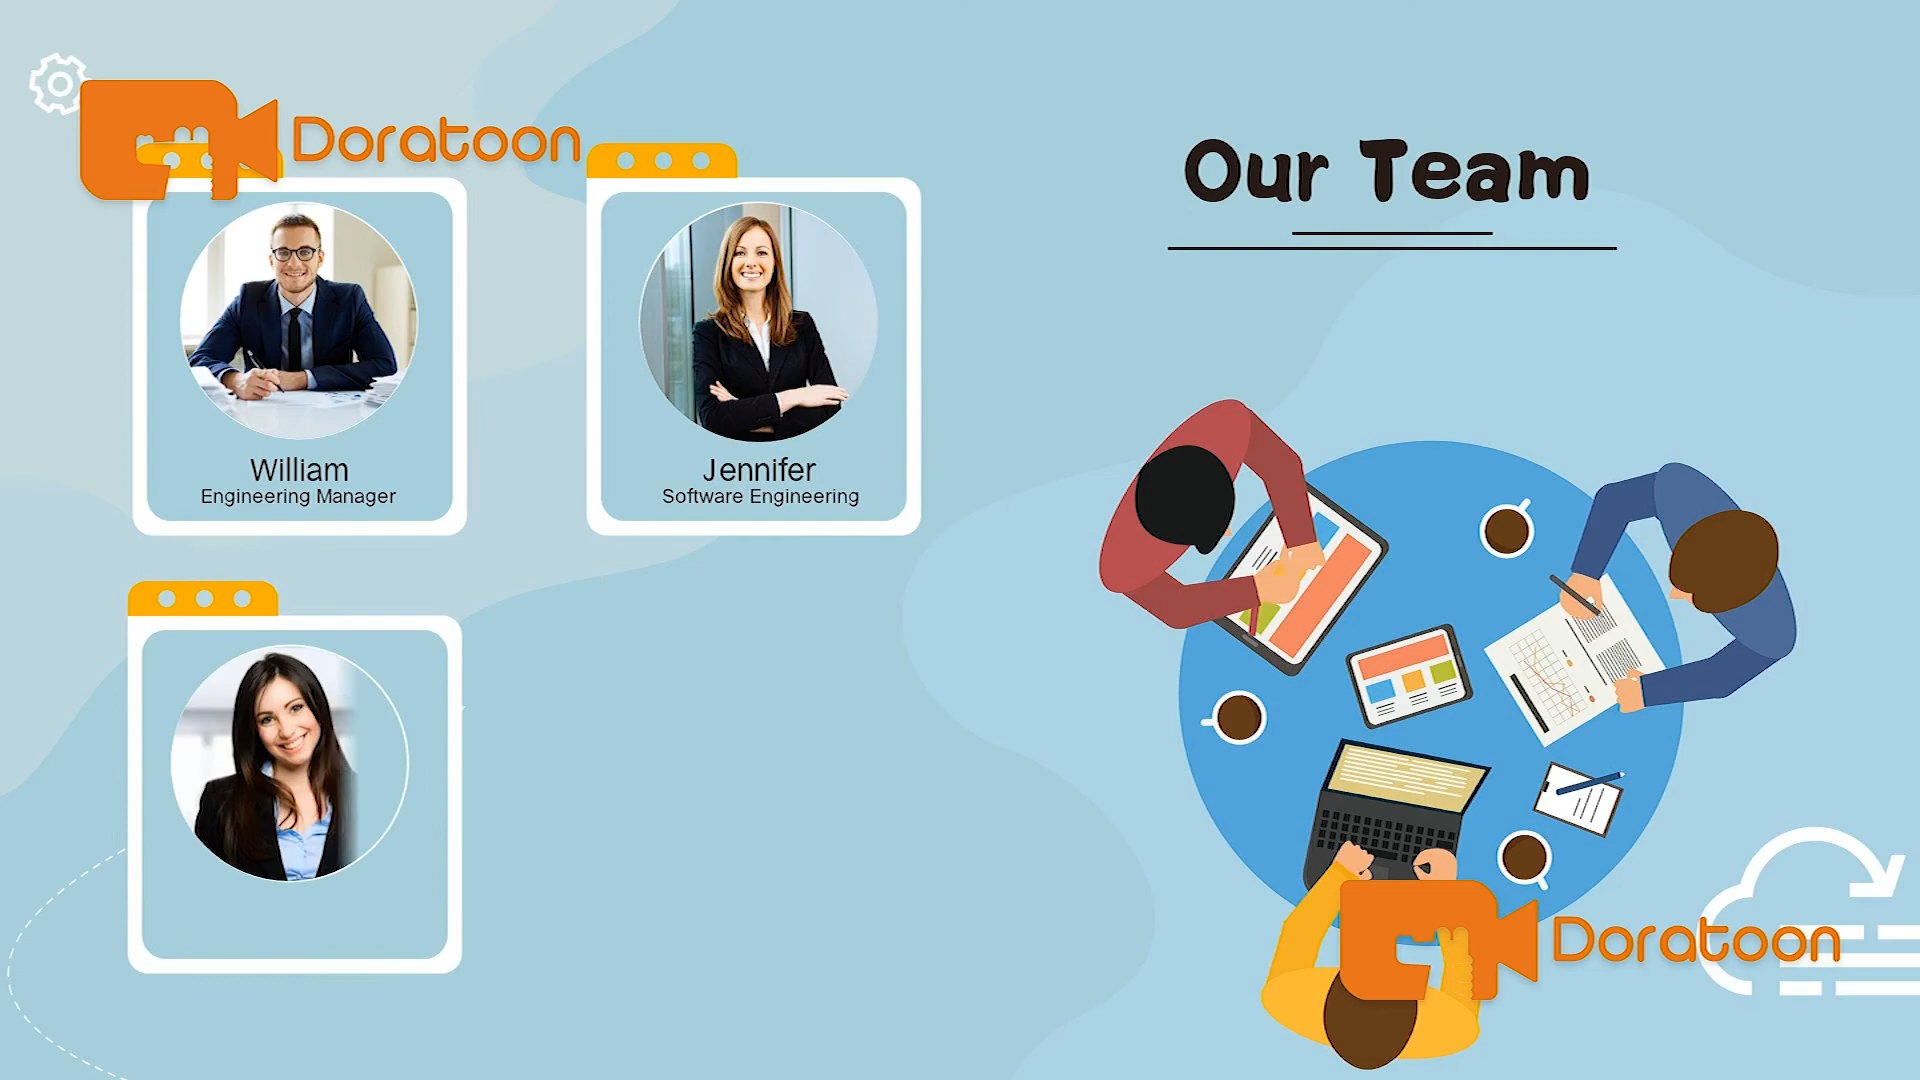 Doratoon
Our Team
William
Engineering Manager
Jennifer
Software Engineering
Doratoon